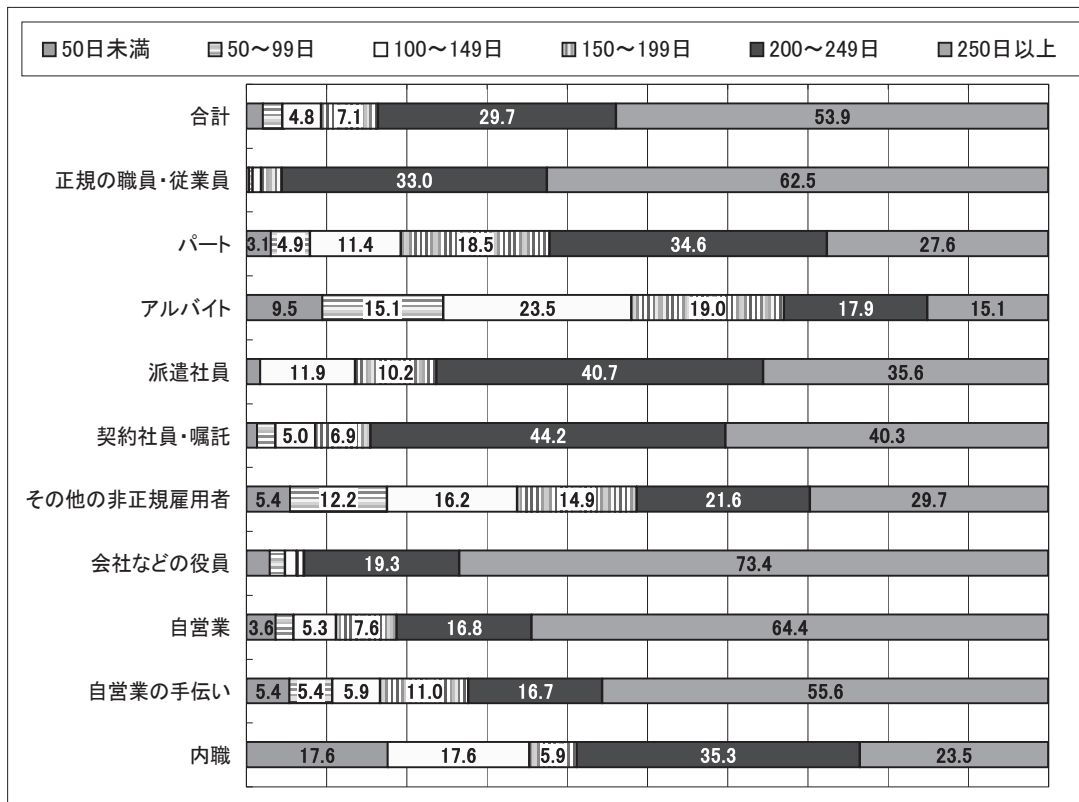 50日未満 50～99日 100～149日 150～199日 200～249日 250日以上
合計 4.8 7.1 29.7 53.9
正規の職員・従業員 33.0 62.5
パート 3.1 4.9 11.4 18.5 34.6 27.6
アルバイト 9.5 15.1 23.5 19.0 17.9 15.1
派遣社員 11.9 10.2 40.7 35.6
契約社員・嘱託 5.0 6.9 44.2 40.3
その他の非正規雇用者 5.4 12.2 16.2 14.9 21.6 29.7
会社などの役員 19.3 73.4
自営業 3.6 5.3 7.6 16.8 64.4
自営業の手伝い 5.4 5.4 5.9 11.0 16.7 55.6
内職 17.6 17.6 5.9 35.3 23.5